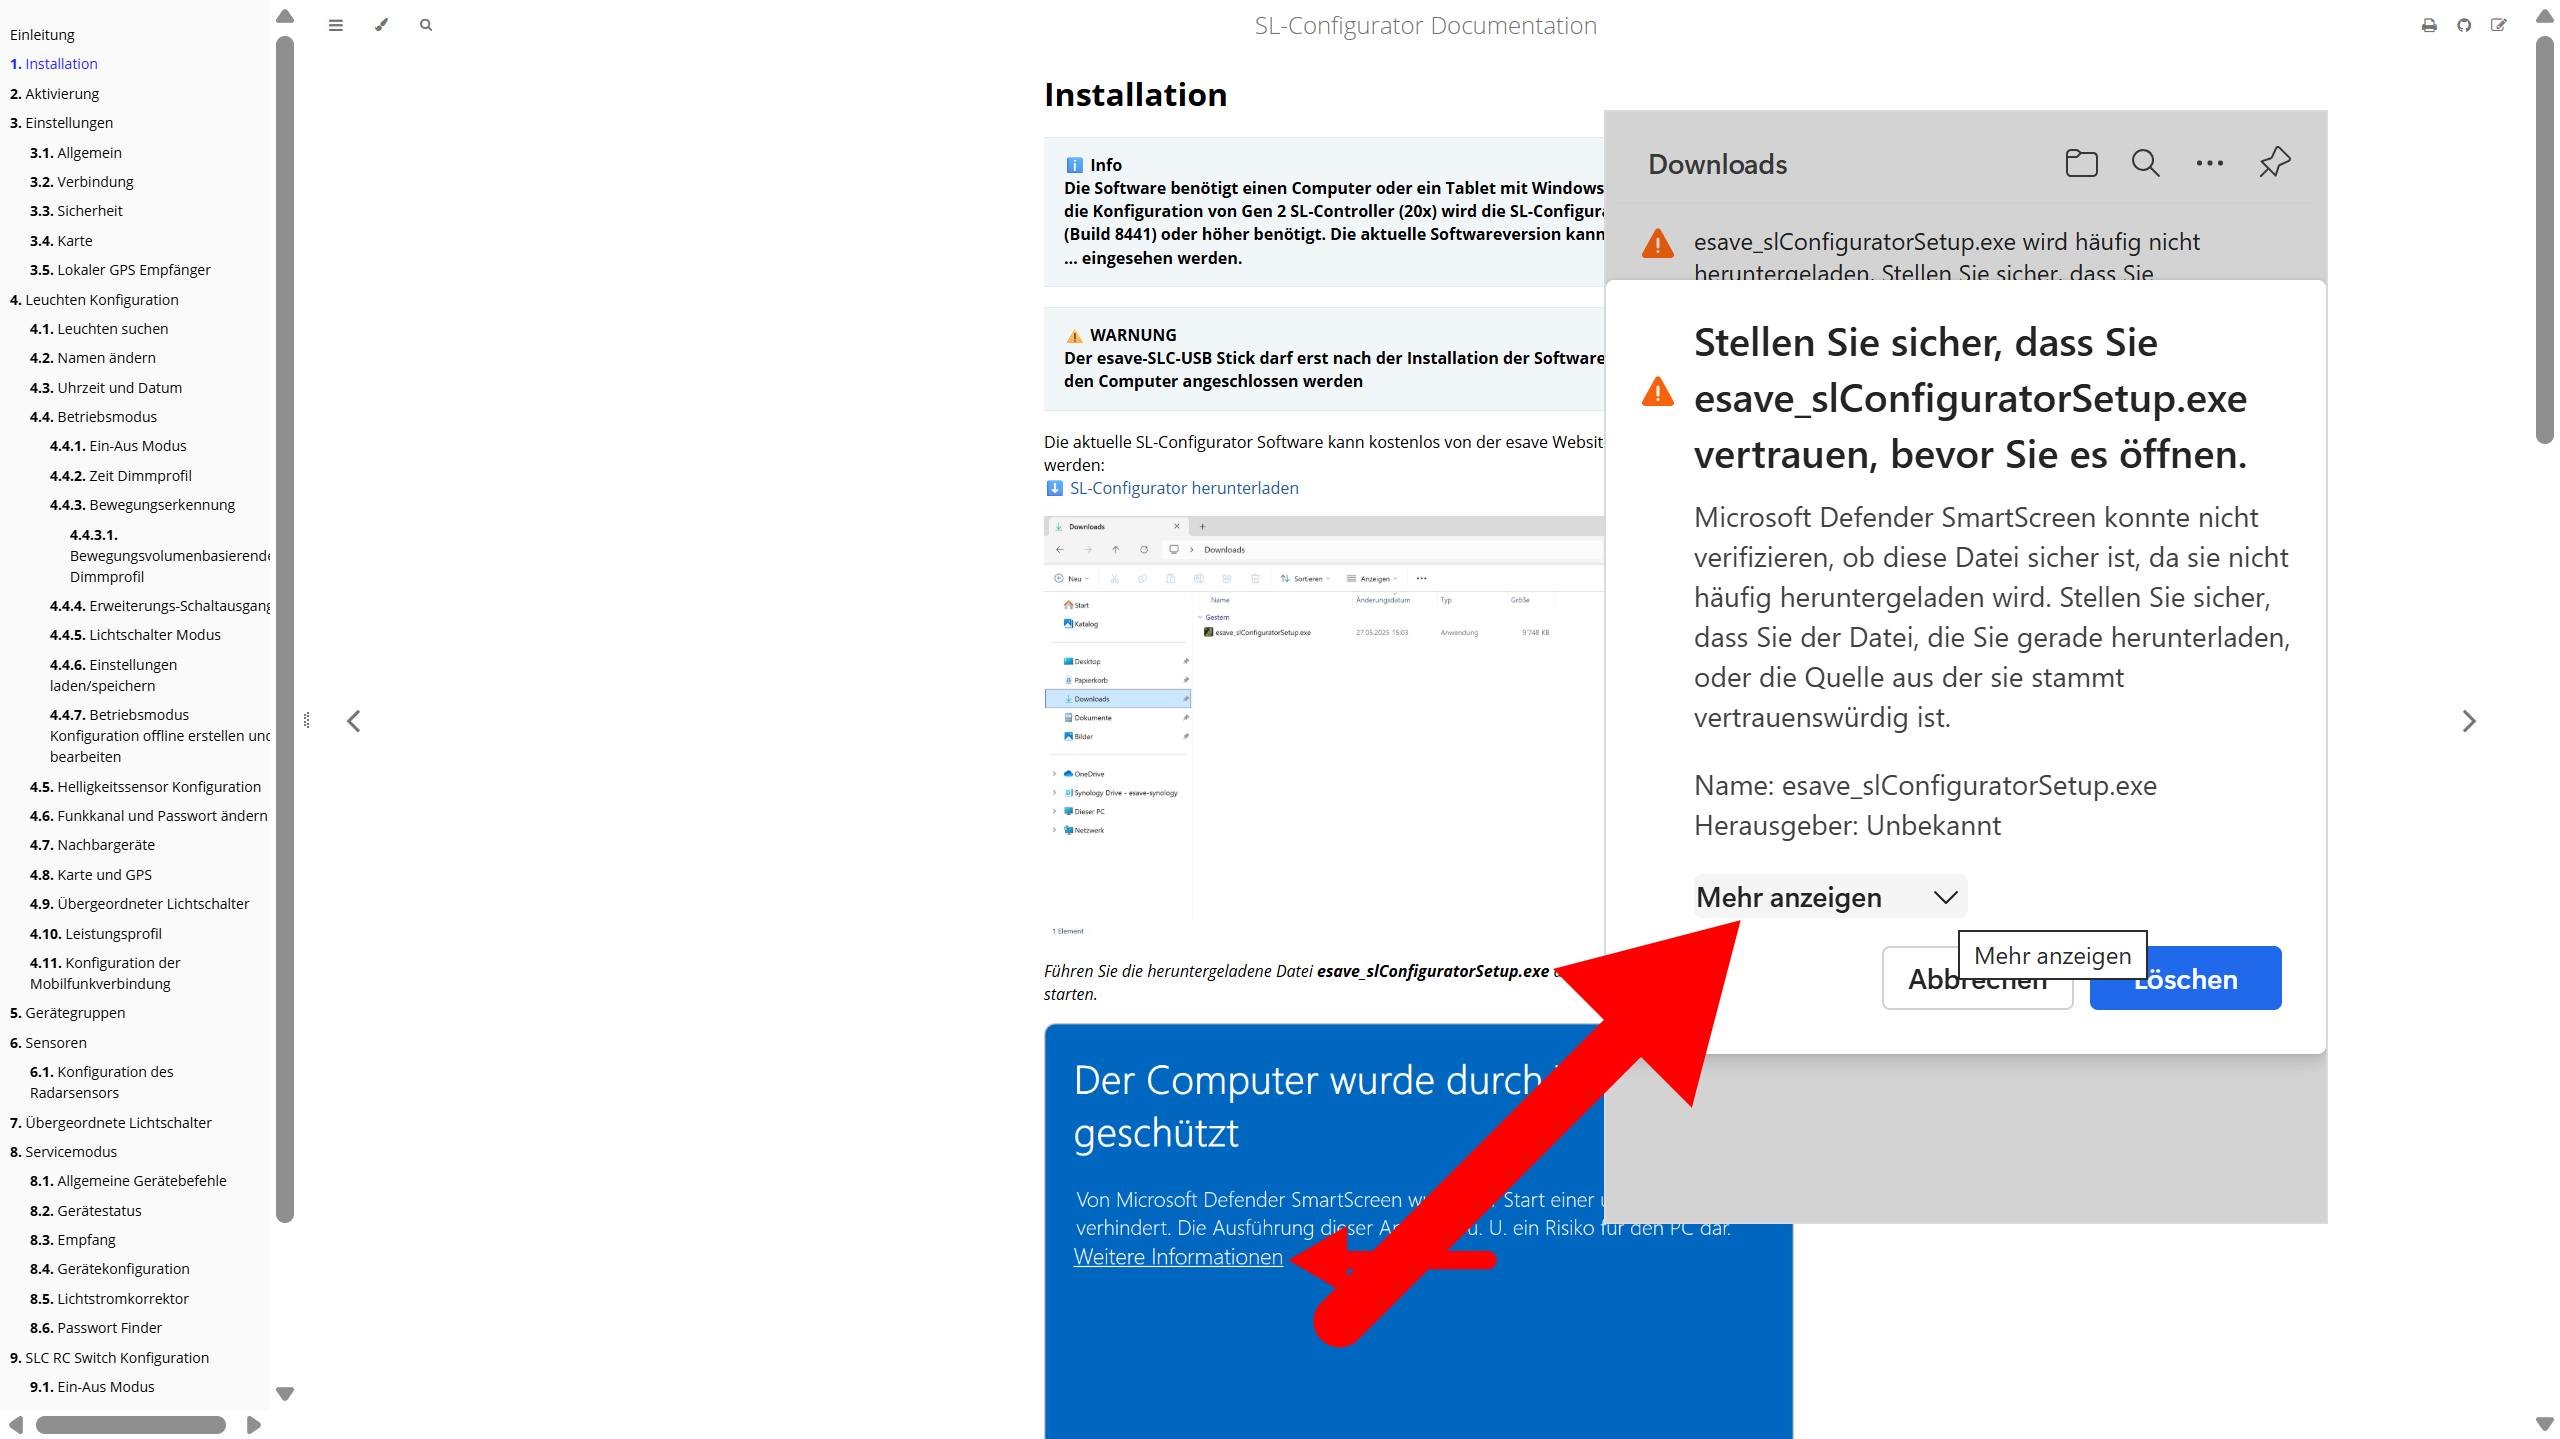 Einleitung
1. Installation
2. Aktivierung
3. Einstellungen
3.1. Allgemein
3.2. Verbindung
3.3. Sicherheit
3.4. Karte
3.5. Lokaler GPS Empfänger
4. Leuchten Konfiguration
4.1. Leuchten suchen
4.2. Namen ändern
4.3. Uhrzeit und Datum
4.4. Betriebsmodus
4.4.1. Ein-Aus Modus
4.4.2. Zeit Dimmprofil
4.4.3. Bewegungserkennung
4.4.3.1.
Bewegungsvolumenbasierende
Dimmprofil
4.4.4. Erweiterungs-Schaltausgang
4.4.5. Lichtschalter Modus
4.4.6. Einstellungen
laden/speichern
4.4.7. Betriebsmodus
Konfiguration offline erstellen und
bearbeiten
4.5. Helligkeitssensor Konfiguration
4.6. Funkkanal und Passwort ändern
4.7. Nachbargeräte
4.8. Karte und GPS
4.9. Übergeordneter Lichtschalter
4.10. Leistungsprofil
4.11. Konfiguration der
Mobilfunkverbindung
5. Gerätegruppen
6. Sensoren
6.1. Konfiguration des
Radarsensors
7. Übergeordnete Lichtschalter
8. Servicemodus
8.1. Allgemeine Gerätebefehle
8.2. Gerätestatus
8.3. Empfang
8.4. Gerätekonfiguration
8.5. Lichtstromkorrektor
8.6. Passwort Finder
9. SLC RC Switch Konfiguration
9.1. Ein-Aus Modus
SL-Configurator Documentation
Installation
Info
Die Software benötigt einen Computer oder ein Tablet mit Windows
die Konfiguration von Gen 2 SL-Controller (20x) wird die SL-Configura
(Build 8441) oder höher benötigt. Die aktuelle Softwareversion kann
... eingesehen werden.
WARNUNG
Der esave-SLC-USB Stick darf erst nach der Installation der Software
den Computer angeschlossen werden
Die aktuelle SL-Configurator Software kann kostenlos von der esave Websit
werden:
SL-Configurator herunterladen
Downloads
Downloads
Neu
Sortieren
Anzeigen
Name Änderungsdatum Typ Größe
Gestern
esave_slConfiguratorSetup.exe 27.05.2025 15:03 Anwendung 9'748 KB
Start
Katalog
Desktop
Papierkorb
Downloads
Dokumente
Bilder
OneDrive
Synology Drive - esave-synology
Dieser PC
Netzwerk
1 Element
Führen Sie die heruntergeladene Datei esave_slConfiguratorSetup.exe
starten.
Der Computer wurde durch
geschützt
Von Microsoft Defender SmartScreen Start einer
verhindert. Die Ausführung dieser u. U. ein Risiko für den PC dar.
Weitere Informationen
Downloads
esave_slConfiguratorSetup.exe wird häufig nicht
heruntergeladen. Stellen Sie sicher, dass Sie
Stellen Sie sicher, dass Sie
esave_slConfiguratorSetup.exe
vertrauen, bevor Sie es öffnen.
Microsoft Defender SmartScreen konnte nicht
verifizieren, ob diese Datei sicher ist, da sie nicht
häufig heruntergeladen wird. Stellen Sie sicher,
dass Sie der Datei, die Sie gerade herunterladen,
oder die Quelle aus der sie stammt
vertrauenswürdig ist.
Name: esave_slConfiguratorSetup.exe
Herausgeber: Unbekannt
Mehr anzeigen
Mehr anzeigen
Abbrechen
Löschen